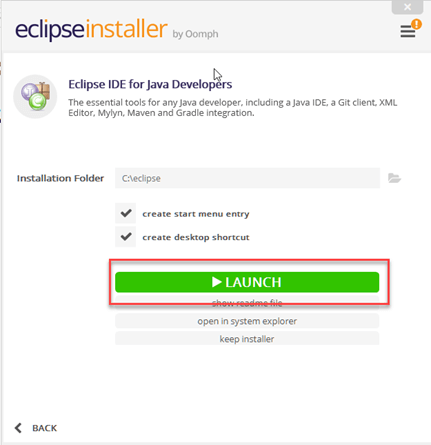 eclipseinstaller by Oomph
Eclipse IDE for Java Developers
The essential tools for any Java developer, including a Java IDE, a Git client, XML
Editor, Mylyn, Maven and Gradle integration.
Installation Folder C:\eclipse
create start menu entry
create desktop shortcut
LAUNCH
show readme file
open in system explorer
keep installer
BACK